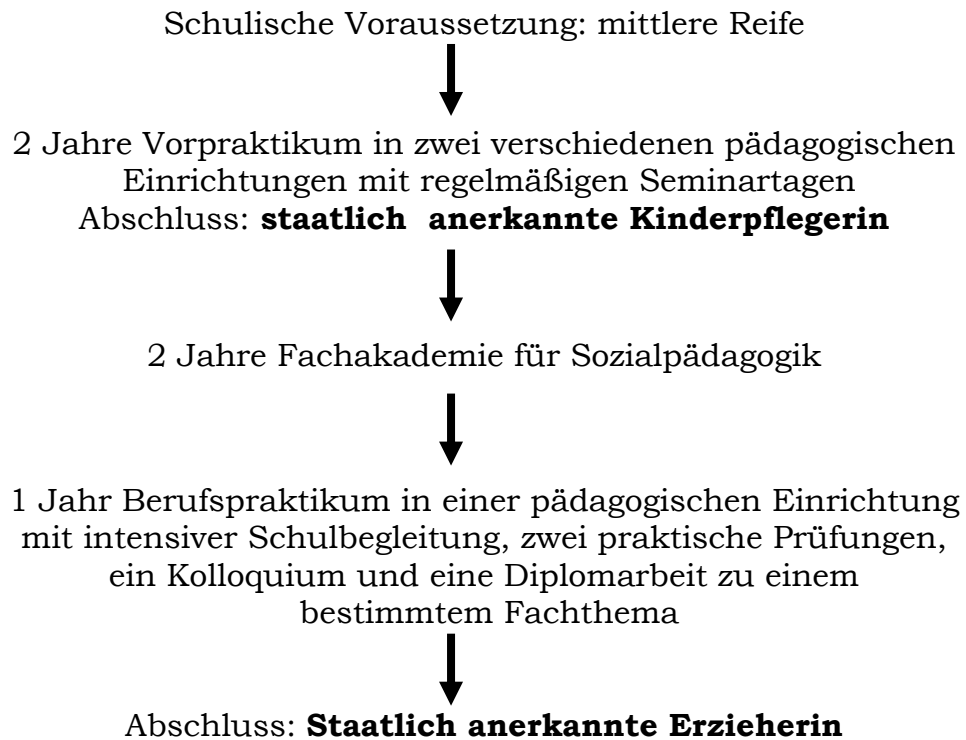 Schulische Voraussetzung: mittlere Reife
2 Jahre Vorpraktikum in zwei verschiedenen pädagogischen
Einrichtungen mit regelmäßigen Seminartagen
Abschluss: staatlich anerkannte Kinderpflegerin
2 Jahre Fachakademie für Sozialpädagogik
1 Jahr Berufspraktikum in einer pädagogischen Einrichtung
mit intensiver Schulbegleitung, zwei praktische Prüfungen,
ein Kolloquium und eine Diplomarbeit zu einem
bestimmtem Fachthema
Abschluss: Staatlich anerkannte Erzieherin